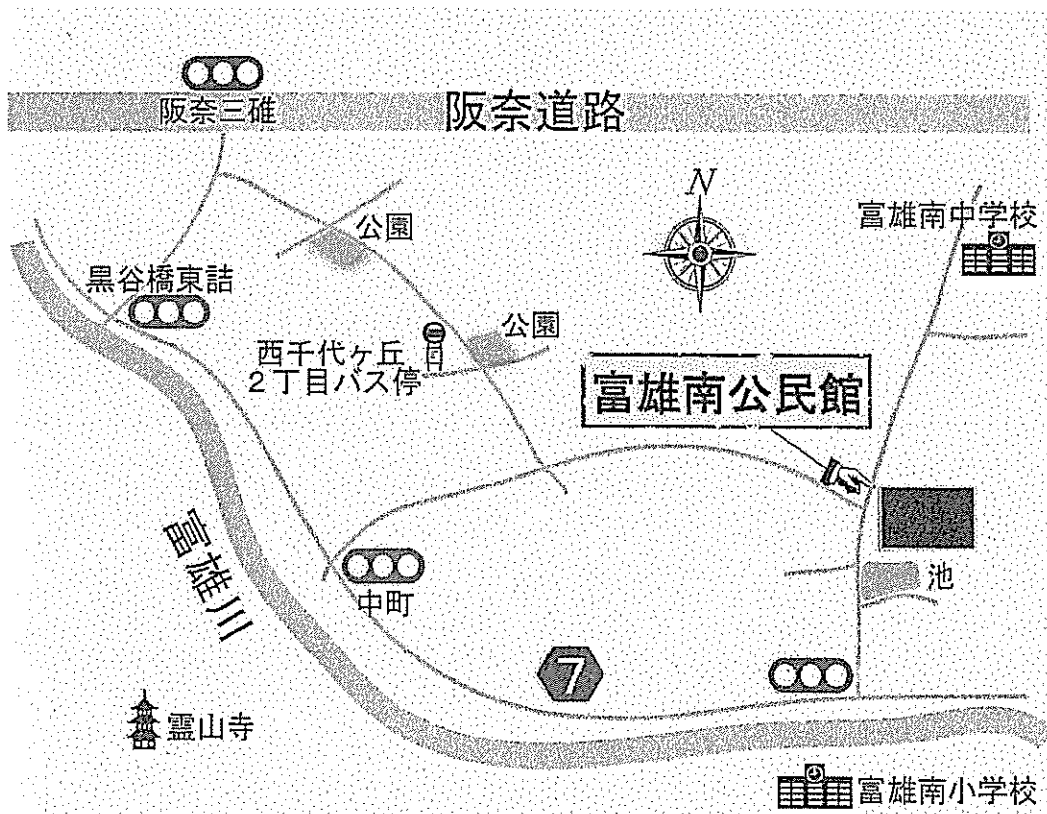 阪奈三碓
阪奈道路
N
富雄南中学校
公園
黒谷橋東詰
公園
西千代ヶ丘
2丁目バス停
富雄南公民館
富雄川
池
中町
7
霊山寺
富雄南小学校